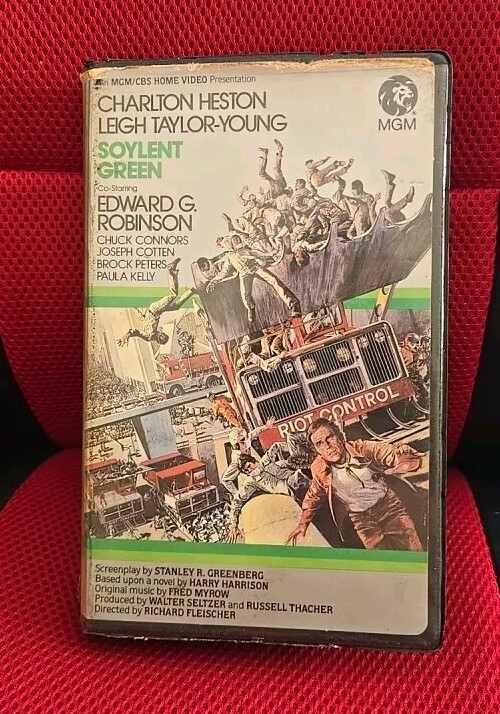 An MGM/CBS HOME VIDEO Presentation
CHARLTON HESTON
LEIGH TAYLOR-YOUNG
SOYLENT
GREEN
Co-Starring
EDWARD G.
ROBINSON
CHUCK CONNORS
JOSEPH COTTEN
BROCK PETERS
PAULA KELLY
MGM
RIOT CONTROL
Screenplay by STANLEY R. GREENBERG
Based upon a novel by HARRY HARRISON
Original music by FRED MYROW
Produced by WALTER SELTZER and RUSSELL THACHER
Directed by RICHARD FLEISCHER